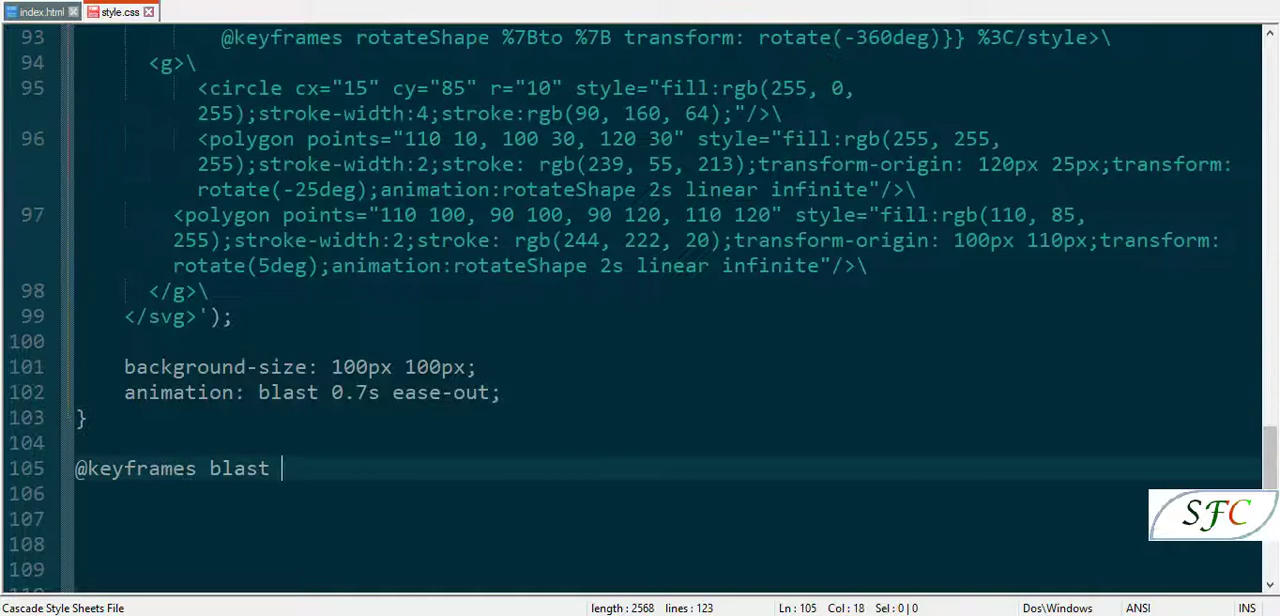 index.html style.css
93 @keyframes rotateShape %7Bto %7B transform: rotate(-360deg)}} %3C/style>\
94 <g>\
95 <circle cx="15" cy="85" r="10" style="fill:rgb(255, 0,
255);stroke-width:4;stroke:rgb(90, 160, 64);"/>\
96 <polygon points="110 10, 100 30, 120 30" style="fill:rgb(255, 255,
255);stroke-width:2;stroke: rgb(239, 55, 213);transform-origin: 120px 25px;transform:
rotate(-25deg);animation:rotateShape 2s linear infinite"/>\
97 <polygon points="110 100, 90 100, 90 120, 110 120" style="fill:rgb(110, 85,
255);stroke-width:2;stroke: rgb(244, 222, 20);transform-origin: 100px 110px;transform:
rotate(5deg);animation:rotateShape 2s linear infinite"/>\
98 </g>\
99 </svg>');
100
101 background-size: 100px 100px;
102 animation: blast 0.7s ease-out;
103 }
104
105 @keyframes blast
106
107
108
109
SFC
Cascade Style Sheets File length : 2568 lines : 123 Ln : 105 Col : 18 Sel : 0 | 0 Dos\Windows ANSI INS